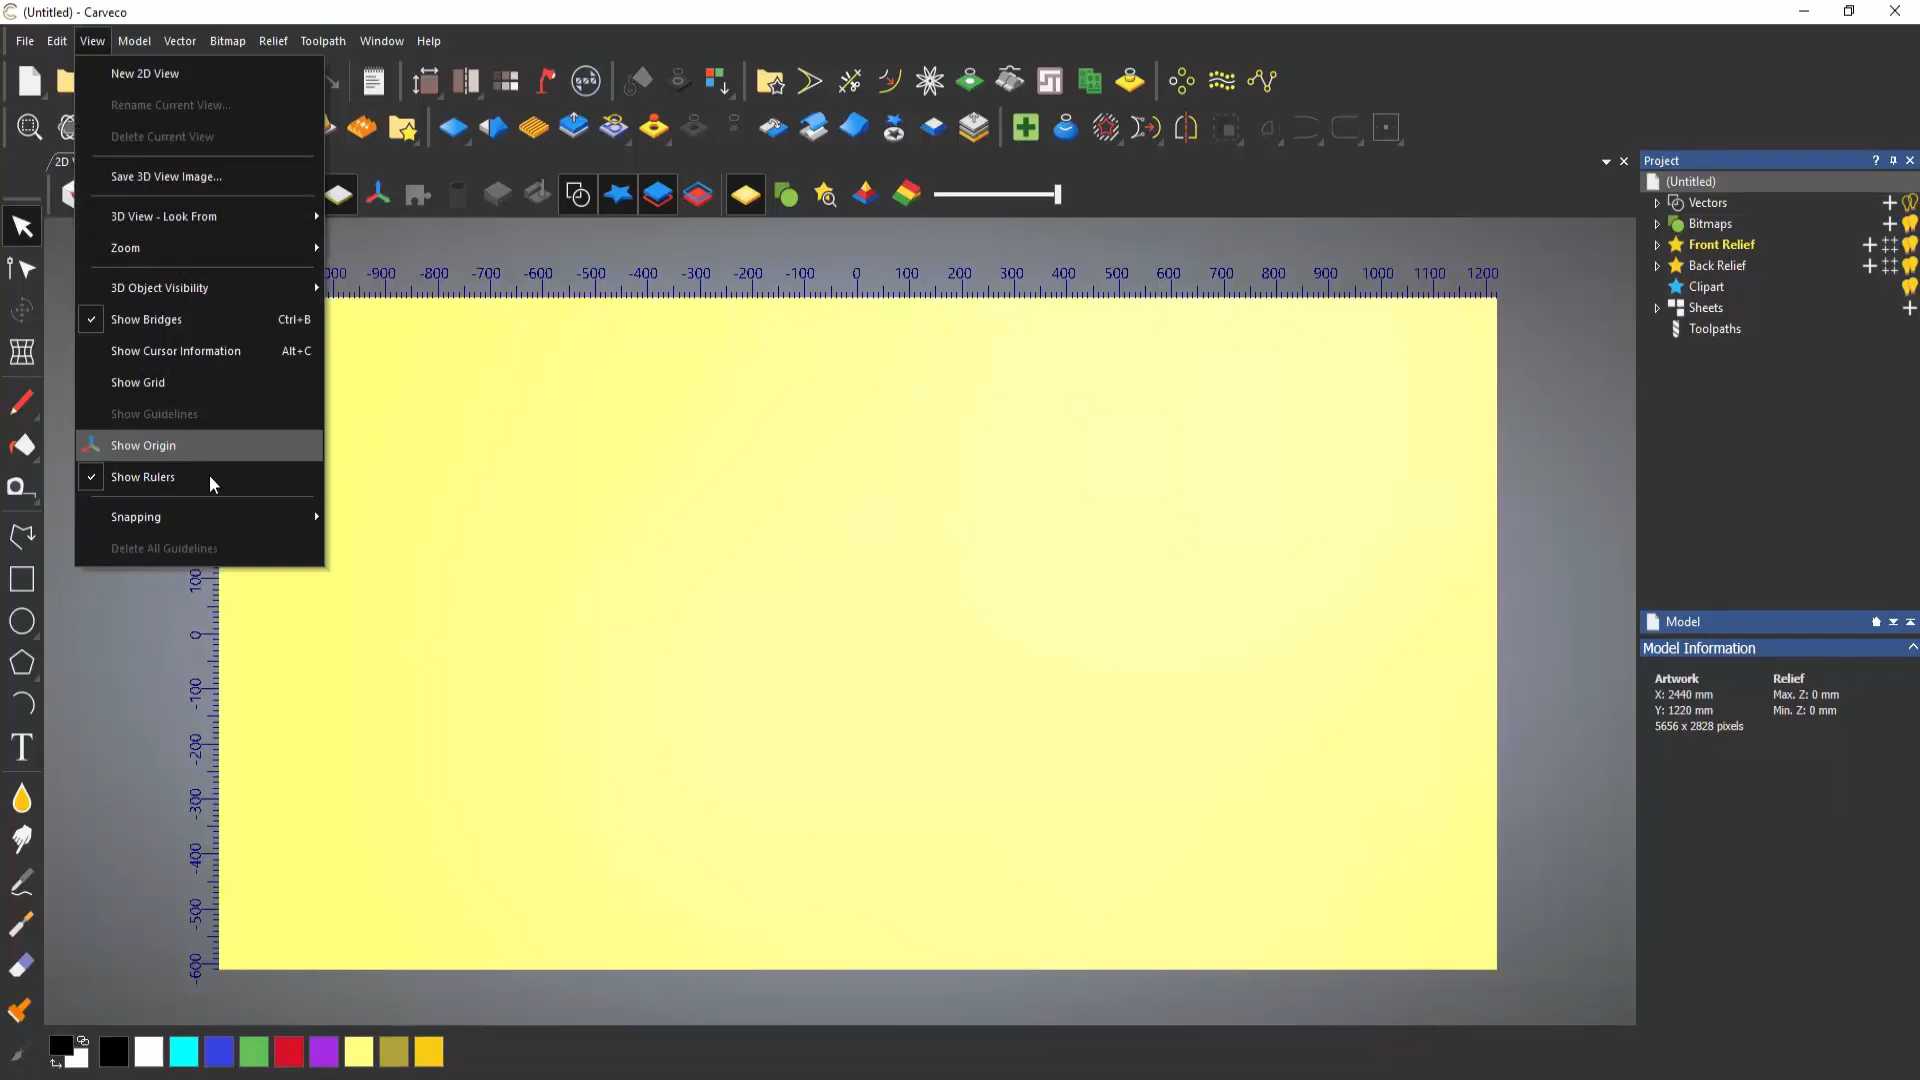 (Untitled) - Carveco
File Edit View Model Vector Bitmap Relief Toolpath Window Help
New 2D View
Rename Current View...
Delete Current View
Save 3D View Image...
3D View - Look From
Zoom
3D Object Visibility
Show Bridges Ctrl+B
Show Cursor Information Alt+C
Show Grid
Show Guidelines
Show Origin
Show Rulers
Snapping
Delete All Guidelines
2D
-900 -800 -700 -600 -500 -400 -300 -200 -100 0 100 200 300 400 500 600 700 800 900 1000 1100 1200
100
0
-100
-200
-300
-400
-500
-600
T
Project
(Untitled)
Vectors
Bitmaps
Front Relief
Back Relief
Clipart
Sheets
Toolpaths
Model
Model Information
Artwork Relief
X: 2440 mm Max. Z: 0 mm
Y: 1220 mm Min. Z: 0 mm
5656 x 2828 pixels